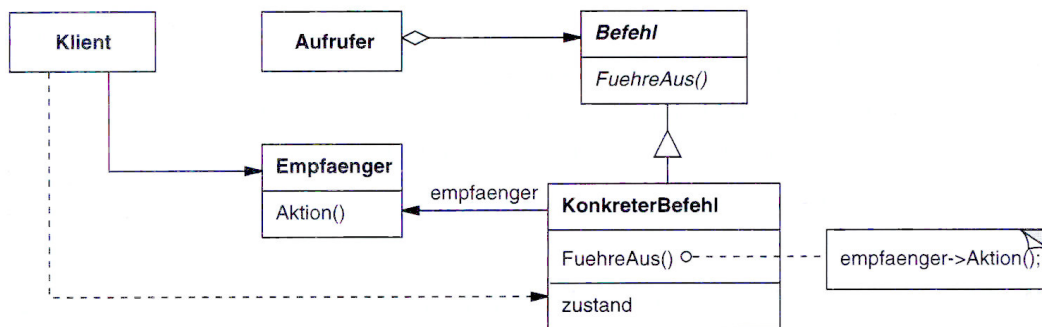 Klient
Aufrufer
Befehl
FuehreAus()
Empfaenger
Aktion()
empfaenger
KonkreterBefehl
FuehreAus()
empfaenger->Aktion();
zustand